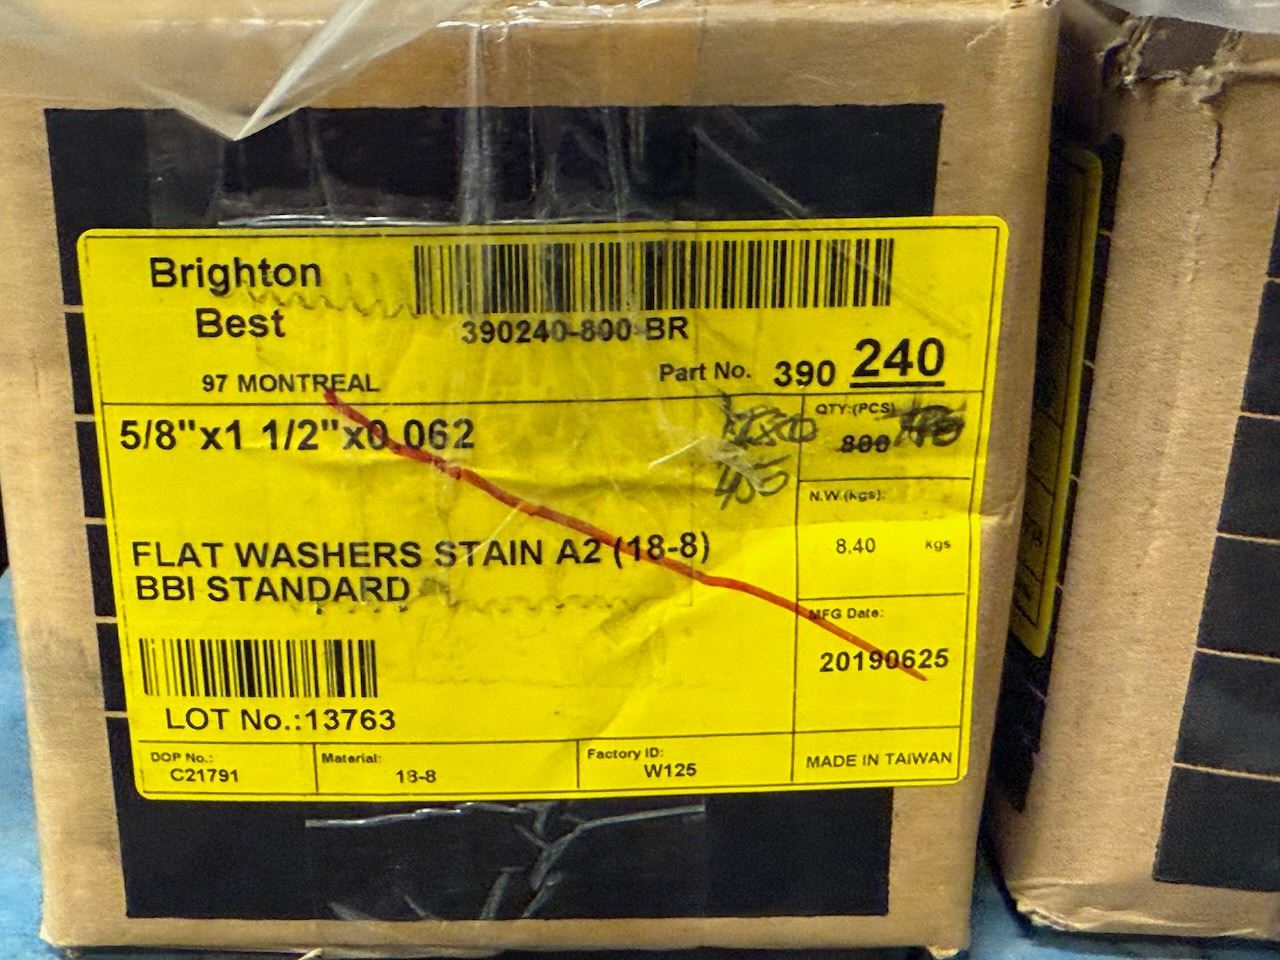 Brighton
Best
390240-800-BR
97 MONTREAL
Part No. 390 240
5/8"x1 1/2"x0.062
QTY:(PCS)
800
405
N.W.(kgs):
8.40 kgs
FLAT WASHERS STAIN A2 (18-8)
BBI STANDARD
MFG Date:
20190625
LOT No.:13763
DOP No.:
C21791
Material:
18-8
Factory ID:
W125
MADE IN TAIWAN